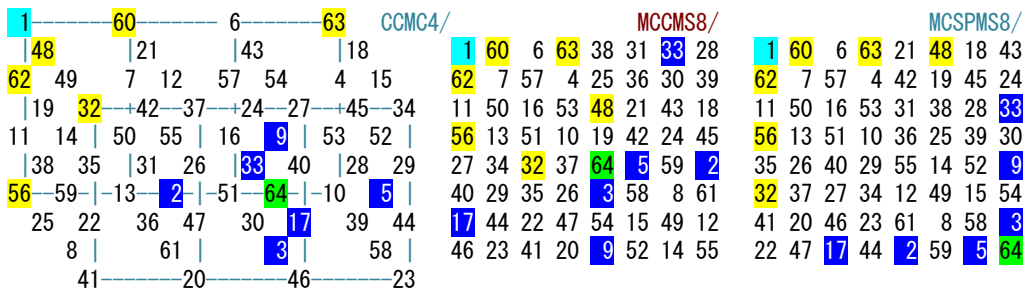 CCMC4/
1-------60------- 6-------63
|48 |21 |43 |18
62 49 7 12 57 54 4 15
|19 32--+42--37--+24--27--+45--34
11 14 | 50 55 | 16 9 | 53 52 |
|38 35 |31 26 |33 40 |28 29
56--59--|-13-- 2--|-51--64--|-10-- 5 |
25 22 36 47 30 17 39 44
8 | 61 | 3 | 58 |
41-------20-------46-------23
MCCMS8/
1 60 6 63 38 31 33 28
62 7 57 4 25 36 30 39
11 50 16 53 48 21 43 18
56 13 51 10 19 42 24 45
27 34 32 37 64 5 59 2
40 29 35 26 3 58 8 61
17 44 22 47 54 15 49 12
46 23 41 20 9 52 14 55
MCSPMS8/
1 60 6 63 21 48 18 43
62 7 57 4 42 19 45 24
11 50 16 53 31 38 28 33
56 13 51 10 36 25 39 30
35 26 40 29 55 14 52 9
32 37 27 34 12 49 15 54
41 20 46 23 61 8 58 3
22 47 17 44 2 59 5 64